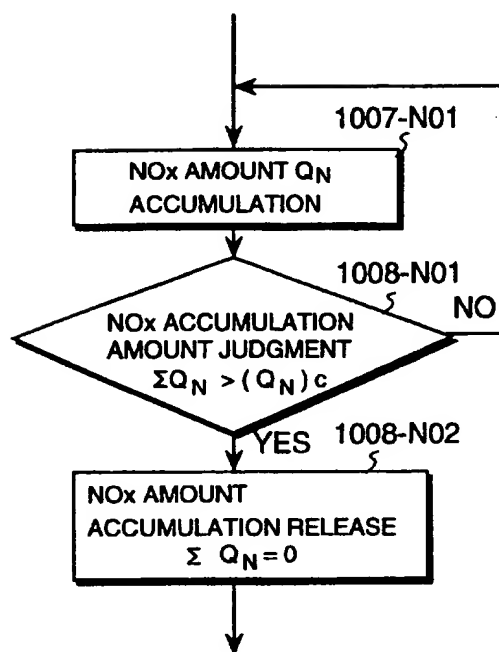 1007-N01
NOx AMOUNT QN
ACCUMULATION
1008-N01
NO
NOx ACCUMULATION
AMOUNT JUDGMENT
ΣQN > (QN) c
YES
1008-N02
NOx AMOUNT
ACCUMULATION RELEASE
Σ QN = 0